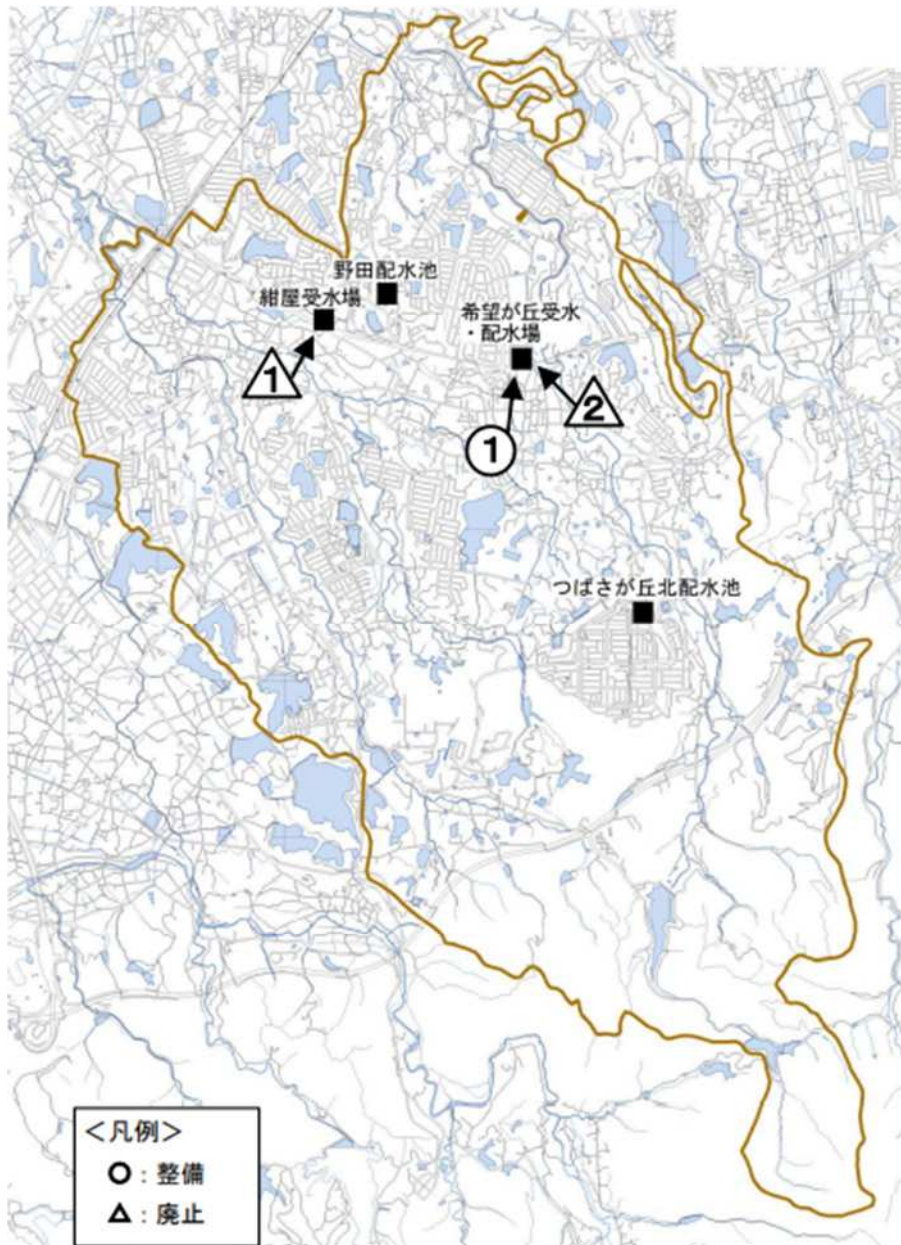 野田配水池
紺屋受水場
希望が丘受水
・配水場
1
2
1
つばさが丘北配水池
<凡例>
○:整備
△:廃止